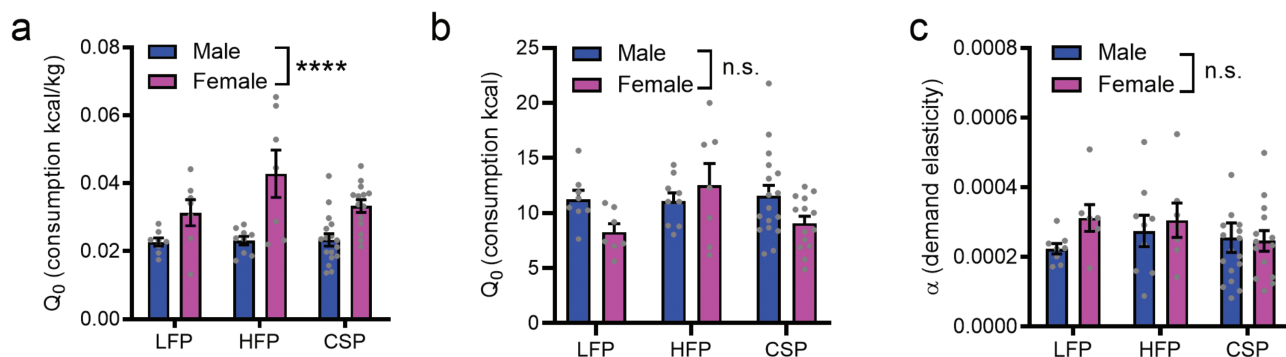 a
Q0 (consumption kcal/kg)
0.08
0.06
0.04
0.02
0.00
Male
Female
****
LFP HFP CSP
b
Q0 (consumption kcal)
25
20
15
10
5
0
Male
Female
n.s.
LFP HFP CSP
c
α (demand elasticity)
0.0008
0.0006
0.0004
0.0002
0.0000
Male
Female
n.s.
LFP HFP CSP